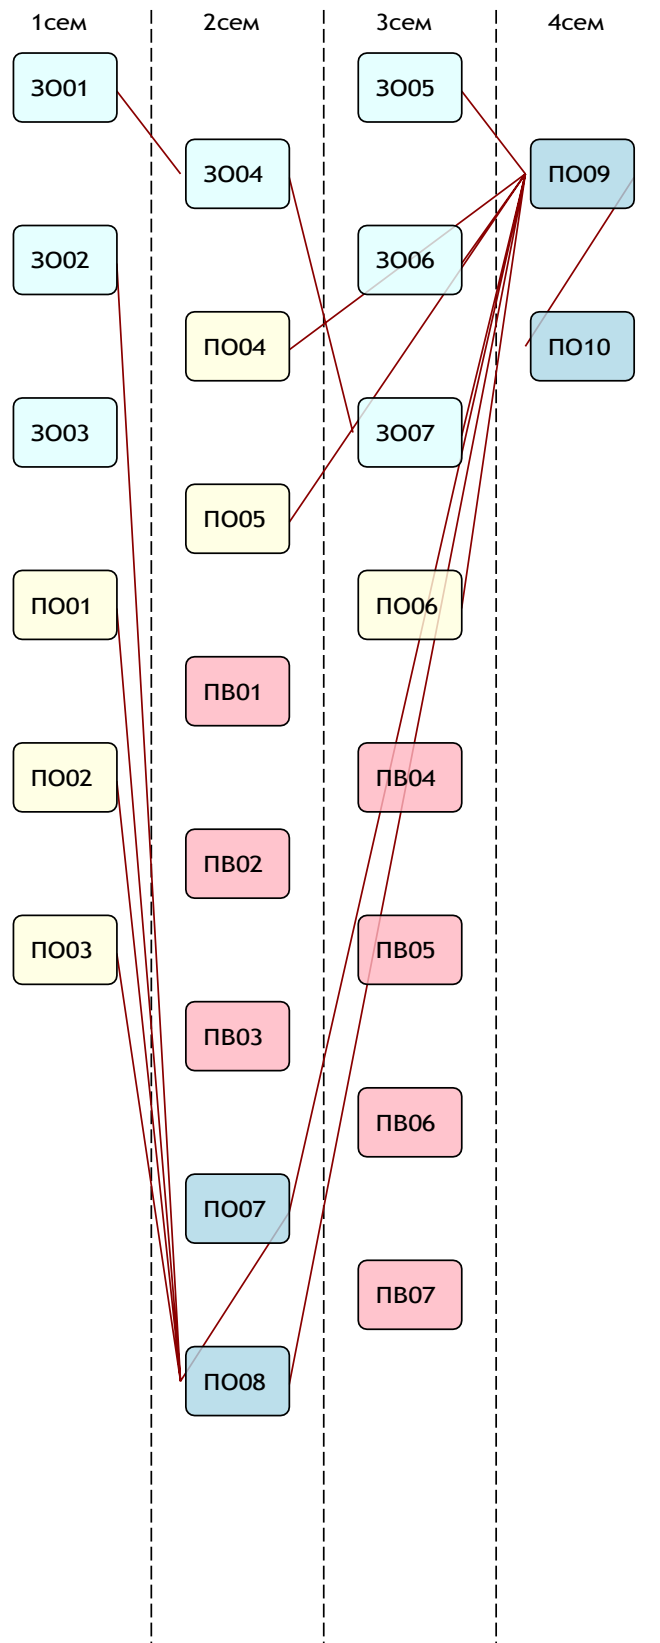 1сем 2сем 3сем 4сем
ЗО01 ЗО05
ЗО04 ПО09
ЗО02 ЗО06
ПО04 ПО10
ЗО03 ЗО07
ПО05
ПО01 ПО06
ПВ01
ПО02 ПВ04
ПВ02
ПО03 ПВ05
ПВ03
ПВ06
ПО07
ПВ07
ПО08